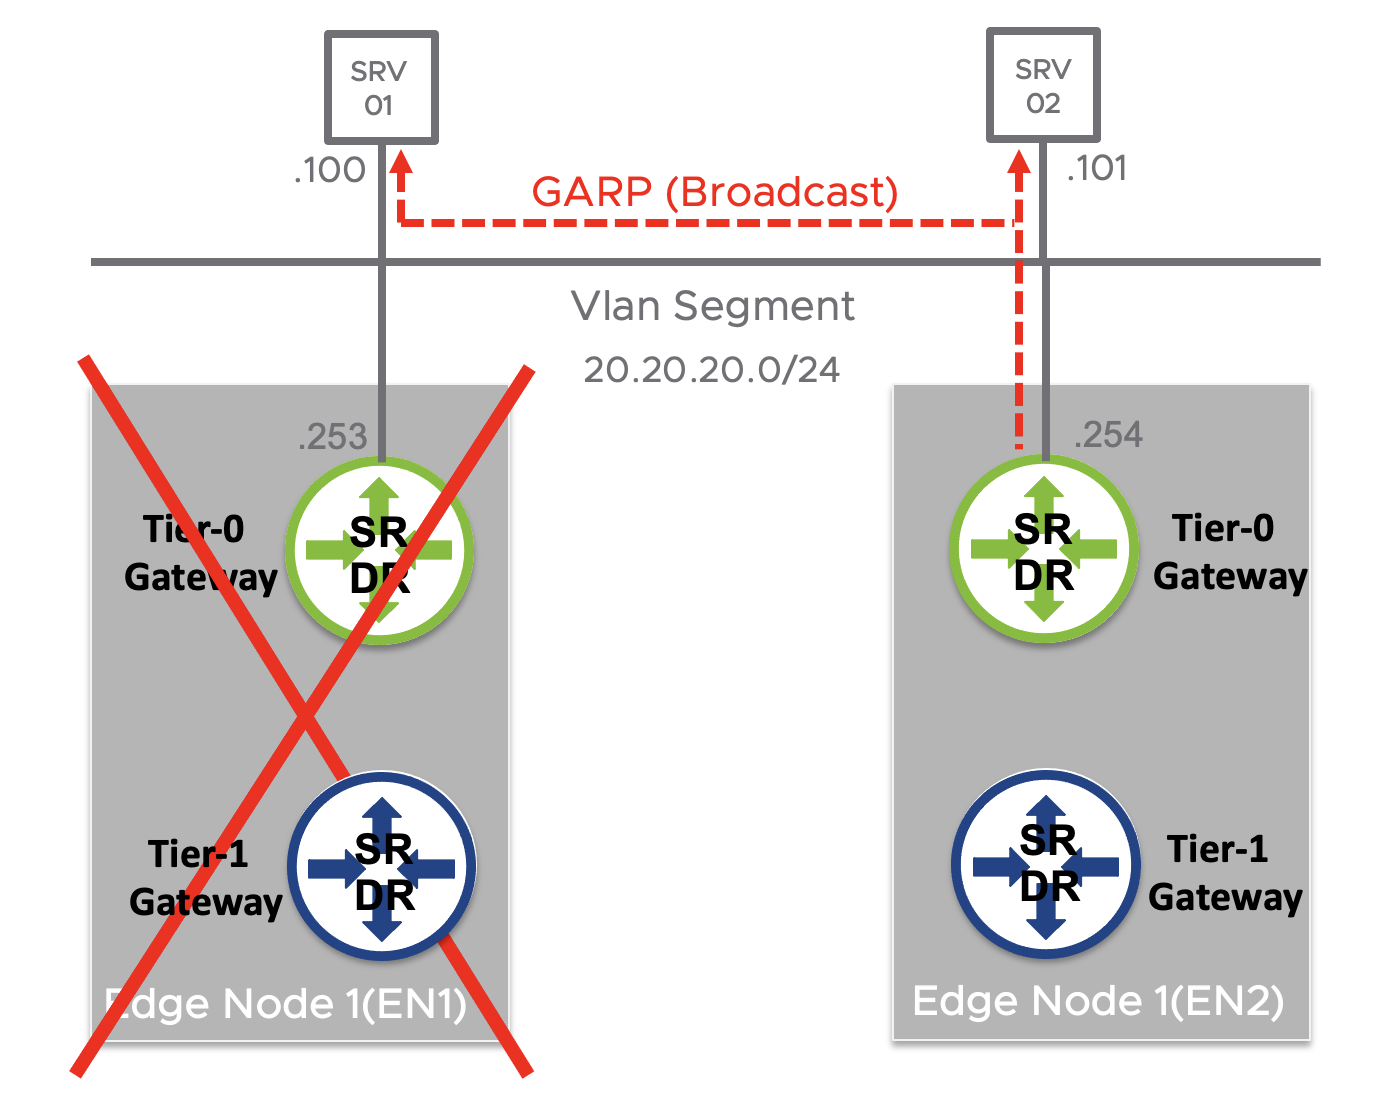 SRV
01
SRV
02
.100
.101
GARP (Broadcast)
Vlan Segment
20.20.20.0/24
.253
.254
Tier-0
Gateway
SR
DR
SR
DR
Tier-0
Gateway
Tier-1
Gateway
SR
DR
SR
DR
Tier-1
Gateway
Edge Node 1(EN1)
Edge Node 1(EN2)